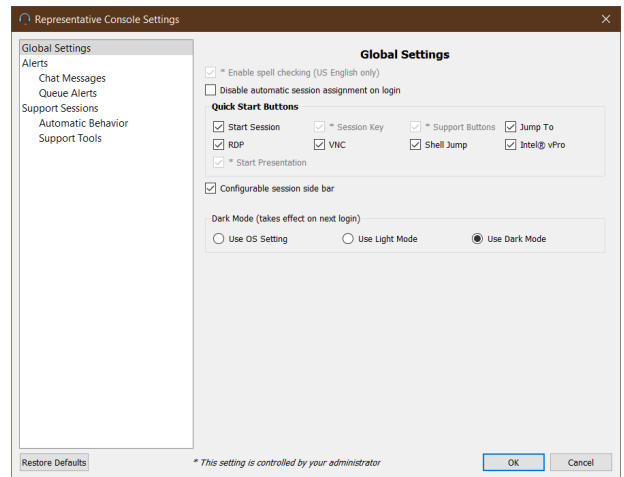 Representative Console Settings
Global Settings
Alerts
Chat Messages
Queue Alerts
Support Sessions
Automatic Behavior
Support Tools
Global Settings
* Enable spell checking (US English only)
Disable automatic session assignment on login
Quick Start Buttons
Start Session * Session Key * Support Buttons Jump To
RDP VNC Shell Jump Intel® vPro
* Start Presentation
Configurable session side bar
Dark Mode (takes effect on next login)
Use OS Setting Use Light Mode Use Dark Mode
Restore Defaults * This setting is controlled by your administrator OK Cancel